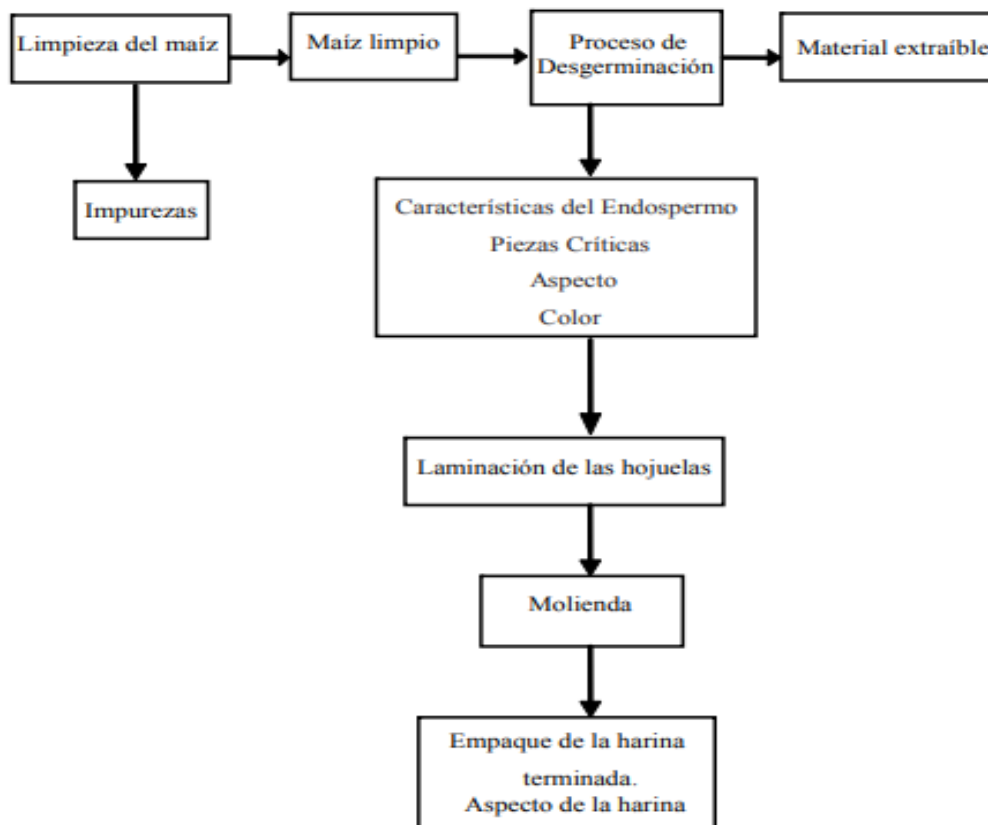 Limpieza del maíz
Maíz limpio
Proceso de
Desgerminación
Material extraíble
Impurezas
Características del Endospermo
Piezas Críticas
Aspecto
Color
Laminación de las hojuelas
Molienda
Empaque de la harina
terminada.
Aspecto de la harina